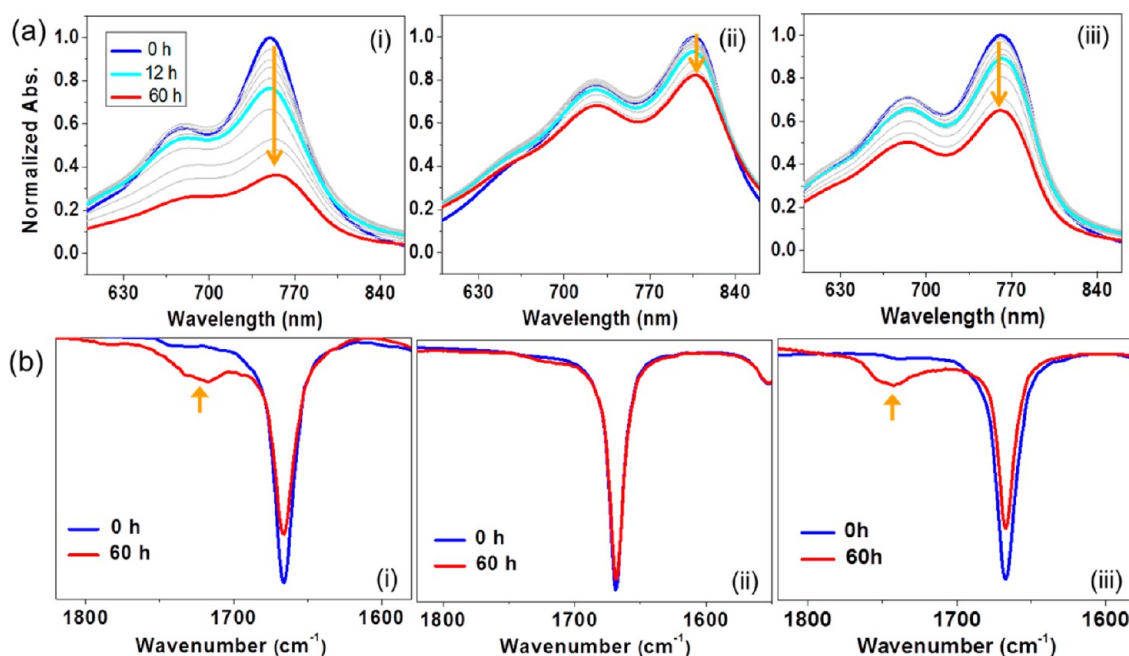 (a)
(i)
(ii)
(iii)
0 h
12 h
60 h
Normalized Abs.
1.0
0.8
0.6
0.4
0.2
0.0
630 700 770 840
Wavelength (nm)
1.0
0.8
0.6
0.4
0.2
0.0
630 700 770 840
Wavelength (nm)
1.0
0.8
0.6
0.4
0.2
0.0
630 700 770 840
Wavelength (nm)
(b)
0 h
60 h
(i)
1800 1700 1600
Wavenumber (cm⁻¹)
0 h
60 h
(ii)
1800 1700 1600
Wavenumber (cm⁻¹)
0h
60h
(iii)
1800 1700 1600
Wavenumber (cm⁻¹)